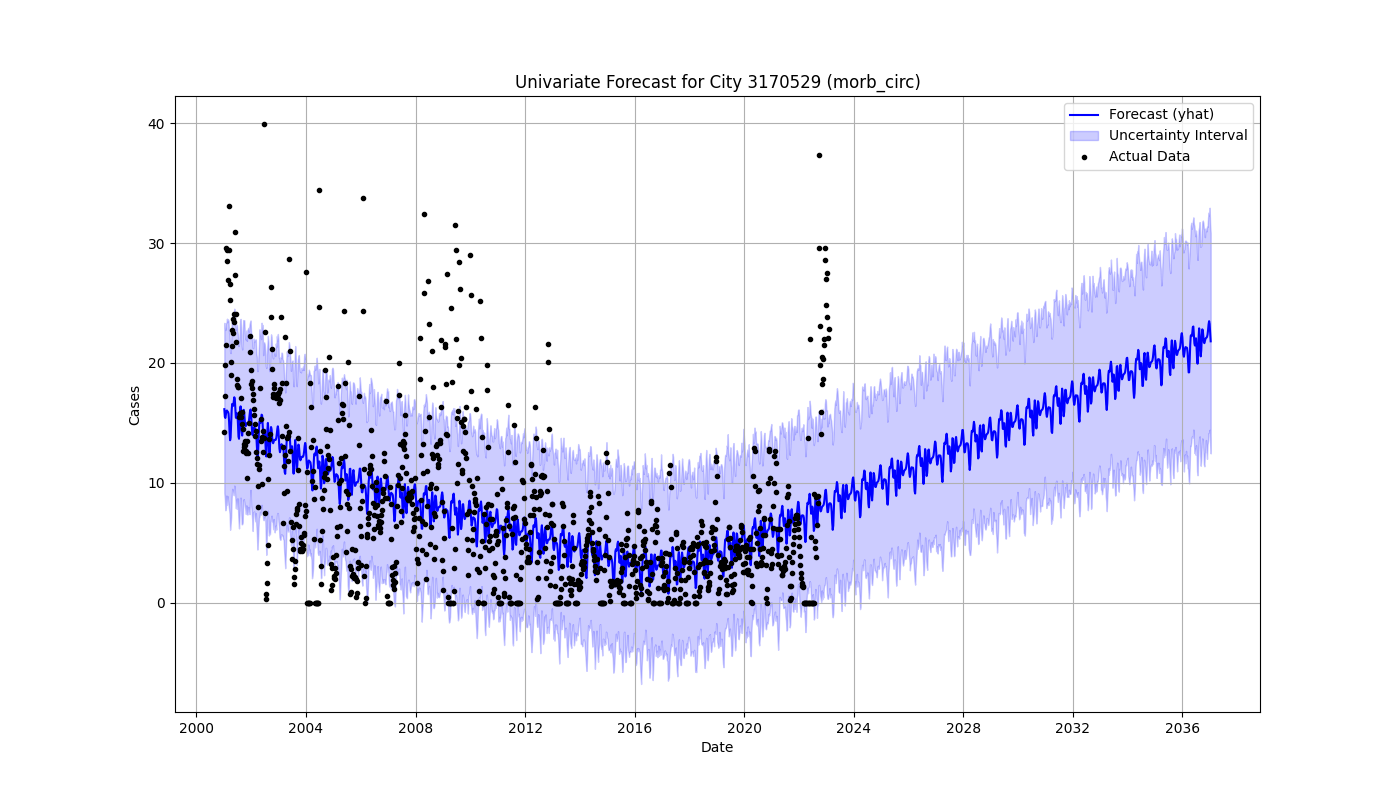 Univariate Forecast for City 3170529 (morb_circ)
Forecast (yhat)
Uncertainty Interval
Actual Data
Cases
40
30
20
10
0
2000 2004 2008 2012 2016 2020 2024 2028 2032 2036
Date